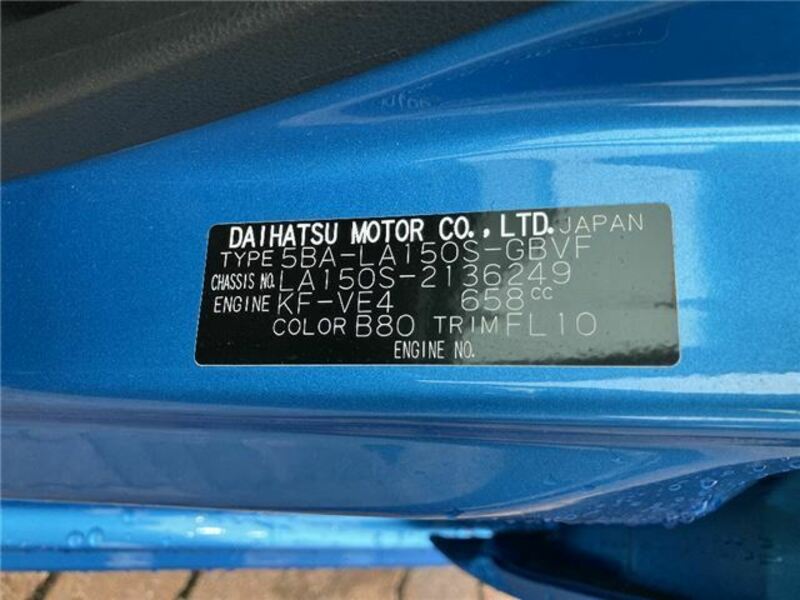 DAIHATSU MOTOR CO., LTD. JAPAN
TYPE 5BA-LA150S-GBVF
CHASSIS NO. LA150S-2136249
ENGINE KF-VE4 658cc
COLOR B80 TRIM FL10
ENGINE NO.